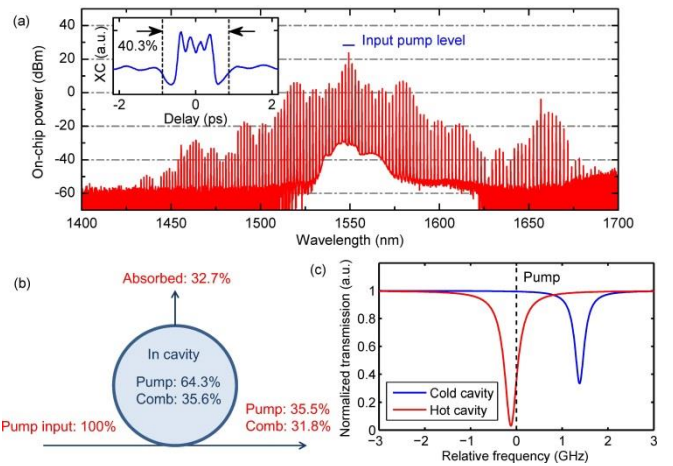 (a)
40
20
0
-20
-40
-60
On-chip power (dBm)
XC (a.u.)
40.3%
-2
0
2
Delay (ps)
Input pump level
1400
1450
1500
1550
1600
1650
1700
Wavelength (nm)
(b)
Absorbed: 32.7%
In cavity
Pump: 64.3%
Comb: 35.6%
Pump input: 100%
Pump: 35.5%
Comb: 31.8%
(c)
Pump
Normalized transmission (a.u.)
1
0.8
0.6
0.4
0.2
0
Cold cavity
Hot cavity
−3
−2
−1
0
1
2
3
Relative frequency (GHz)